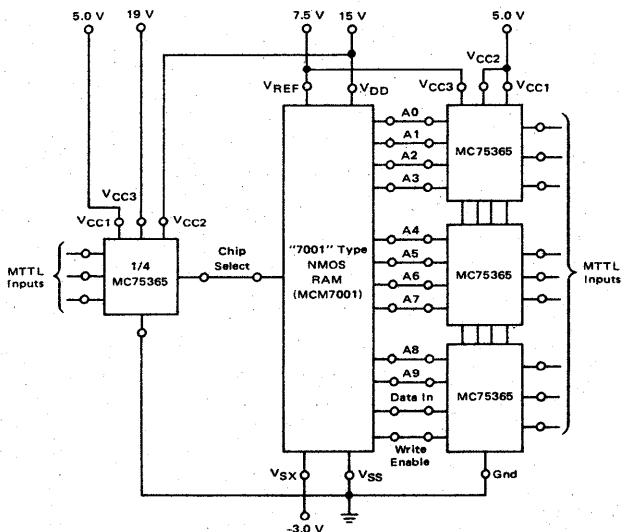 5.0 V
19 V
7.5 V
15 V
5.0 V
VCC2
VREF
VDD
VCC3
VCC1
A0
A1
A2
A3
MC75365
VCC3
VCC1
VCC2
MTTL
Inputs
1/4
MC75365
Chip
Select
"7001" Type
NMOS
RAM
(MCM7001)
A4
A5
A6
A7
MC75365
MTTL
Inputs
A8
A9
Data In
Write
Enable
MC75365
VSX
VSS
Gnd
-3.0 V